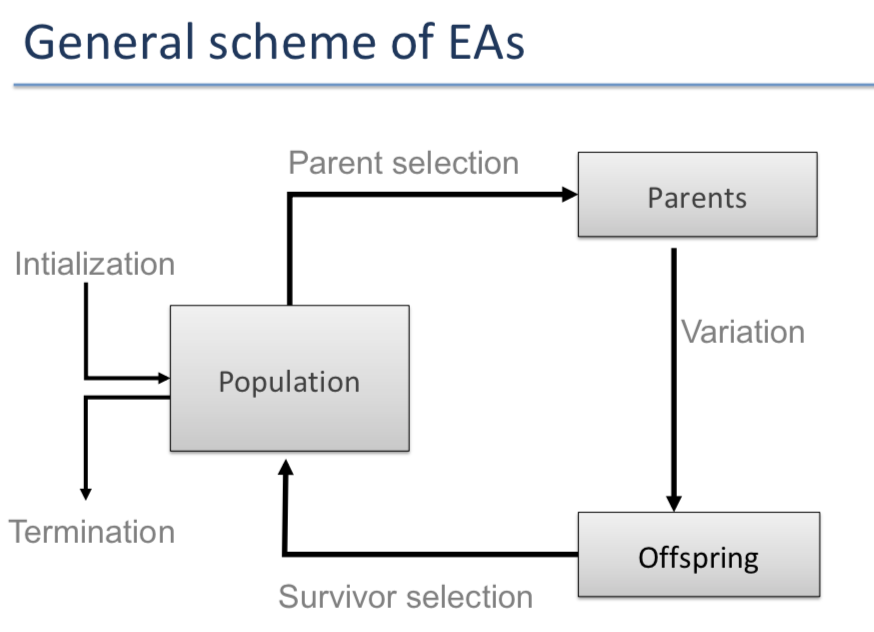 General scheme of EAs
Parent selection
Parents
Intialization
Variation
Population
Termination
Offspring
Survivor selection